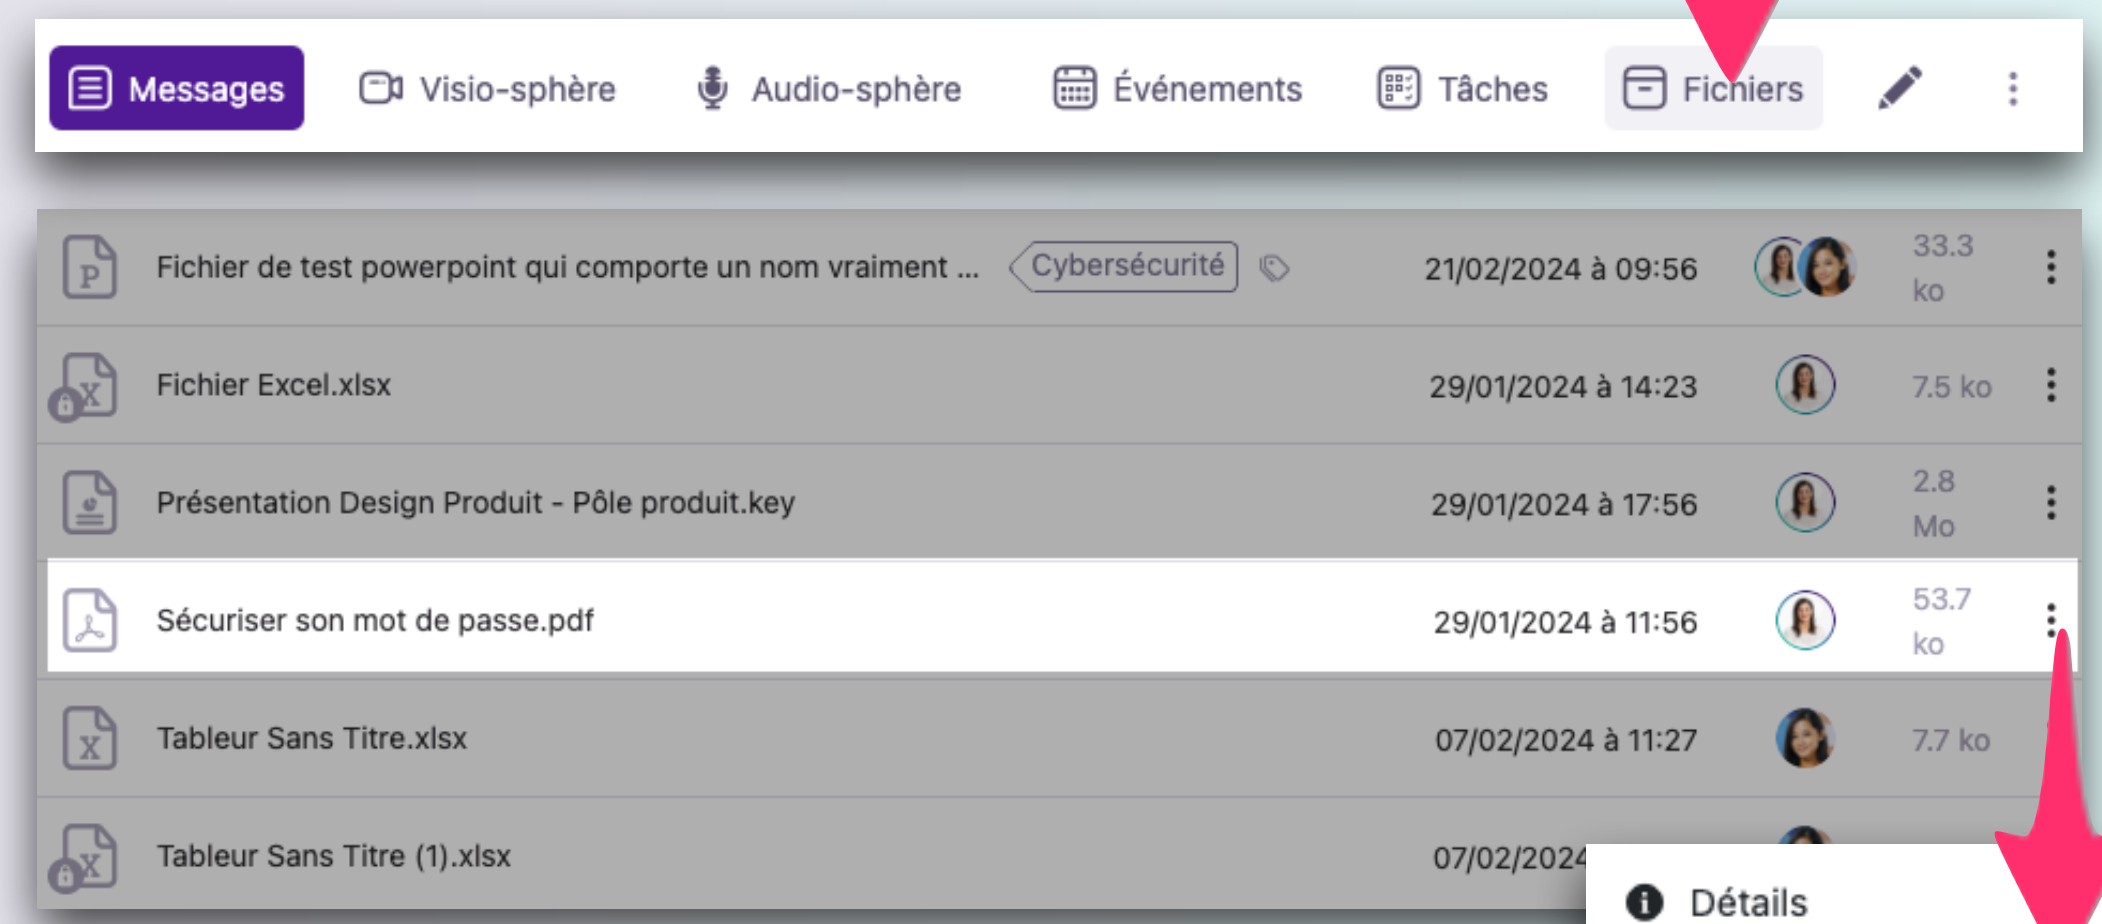 Messages Visio-sphère Audio-sphère Événements Tâches Fichiers
Fichier de test powerpoint qui comporte un nom vraiment ... Cybersécurité 21/02/2024 à 09:56 33.3 ko
Fichier Excel.xlsx 29/01/2024 à 14:23 7.5 ko
Présentation Design Produit - Pôle produit.key 29/01/2024 à 17:56 2.8 Mo
Sécuriser son mot de passe.pdf 29/01/2024 à 11:56 53.7 ko
Tableur Sans Titre.xlsx 07/02/2024 à 11:27 7.7 ko
Tableur Sans Titre (1).xlsx 07/02/2024
Détails